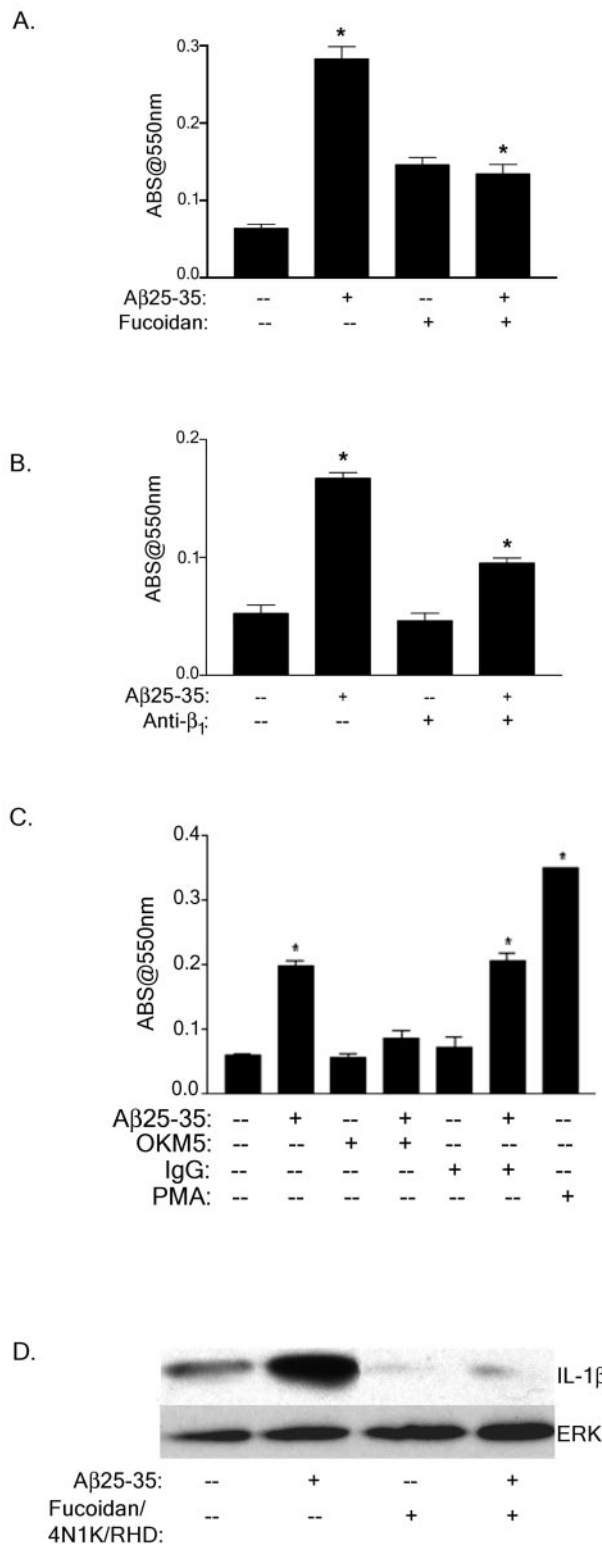 A.
ABS@550nm
0.3
0.2
0.1
0.0
* *
Aβ25-35: -- + -- +
Fucoidan: -- -- + +
B.
ABS@550nm
0.2
0.1
0.0
* *
Aβ25-35: -- + -- +
Anti-β1: -- -- + +
C.
ABS@550nm
0.4
0.3
0.2
0.1
0.0
* * *
Aβ25-35: -- + -- + -- + --
OKM5: -- -- + + -- -- --
IgG: -- -- -- -- + + --
PMA: -- -- -- -- -- -- +
D.
IL-1β
ERK
Aβ25-35: -- + -- +
Fucoidan/
4N1K/RHD: -- -- + +